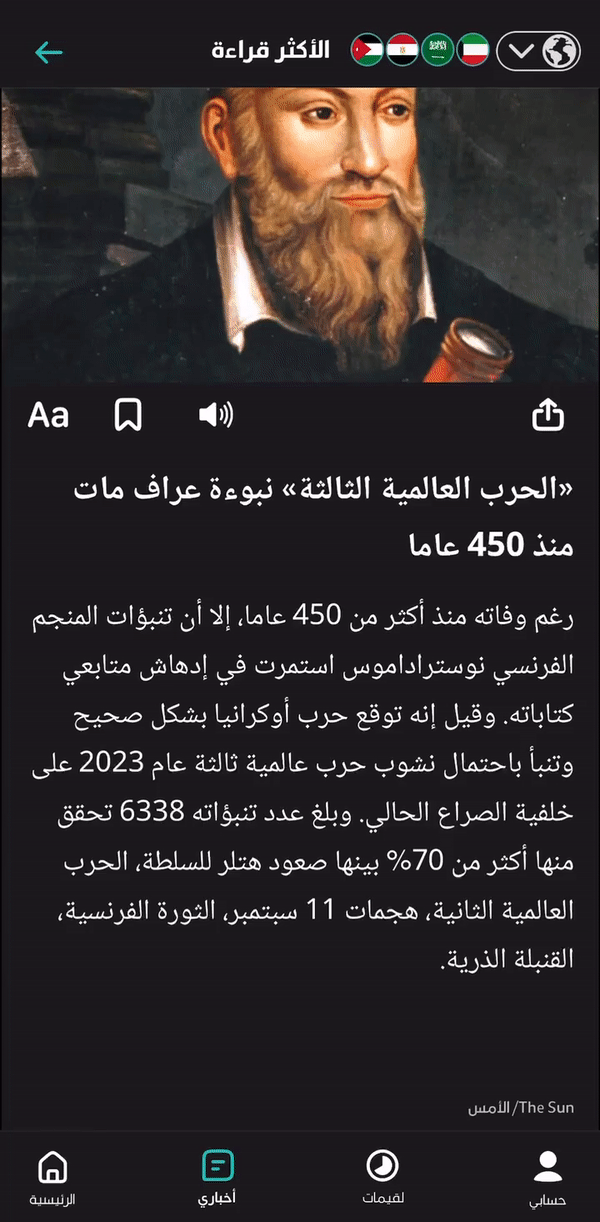 الأكثر قراءة
Aa
«الحرب العالمية الثالثة» نبوءة عراف مات
منذ 450 عاما
رغم وفاته منذ أكثر من 450 عاما، إلا أن تنبؤات المنجم
الفرنسي نوستراداموس استمرت في إدهاش متابعي
كتاباته. وقيل إنه توقع حرب أوكرانيا بشكل صحيح
وتنبأ باحتمال نشوب حرب عالمية ثالثة عام 2023 على
خلفية الصراع الحالي. وبلغ عدد تنبؤاته 6338 تحقق
منها أكثر من 70% بينها صعود هتلر للسلطة، الحرب
العالمية الثانية، هجمات 11 سبتمبر، الثورة الفرنسية،
القنبلة الذرية.
The Sun/ الأمس
حسابي
لقيمات
أخباري
الرئيسية